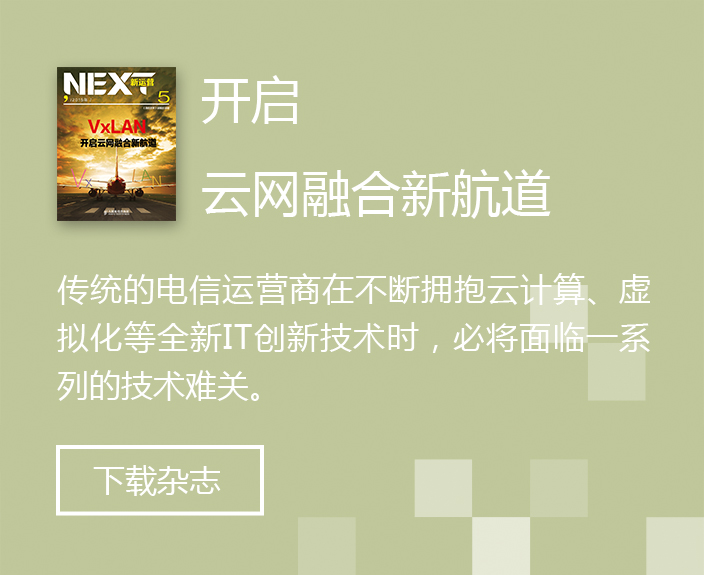 NEXT
新运营
5
VxLAN
开启云网融合新航道
VxLAN
开启
云网融合新航道
传统的电信运营商在不断拥抱云计算、虚
拟化等全新IT创新技术时，必将面临一系
列的技术难关。
下载杂志